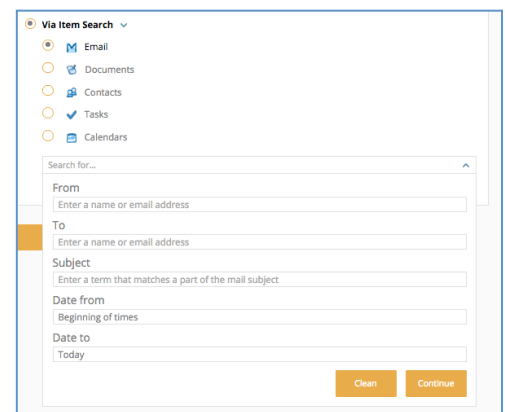 Via Item Search
Email
Documents
Contacts
Tasks
Calendars
Search for...
From
Enter a name or email address
To
Enter a name or email address
Subject
Enter a term that matches a part of the mail subject
Date from
Beginning of times
Date to
Today
Clean Continue